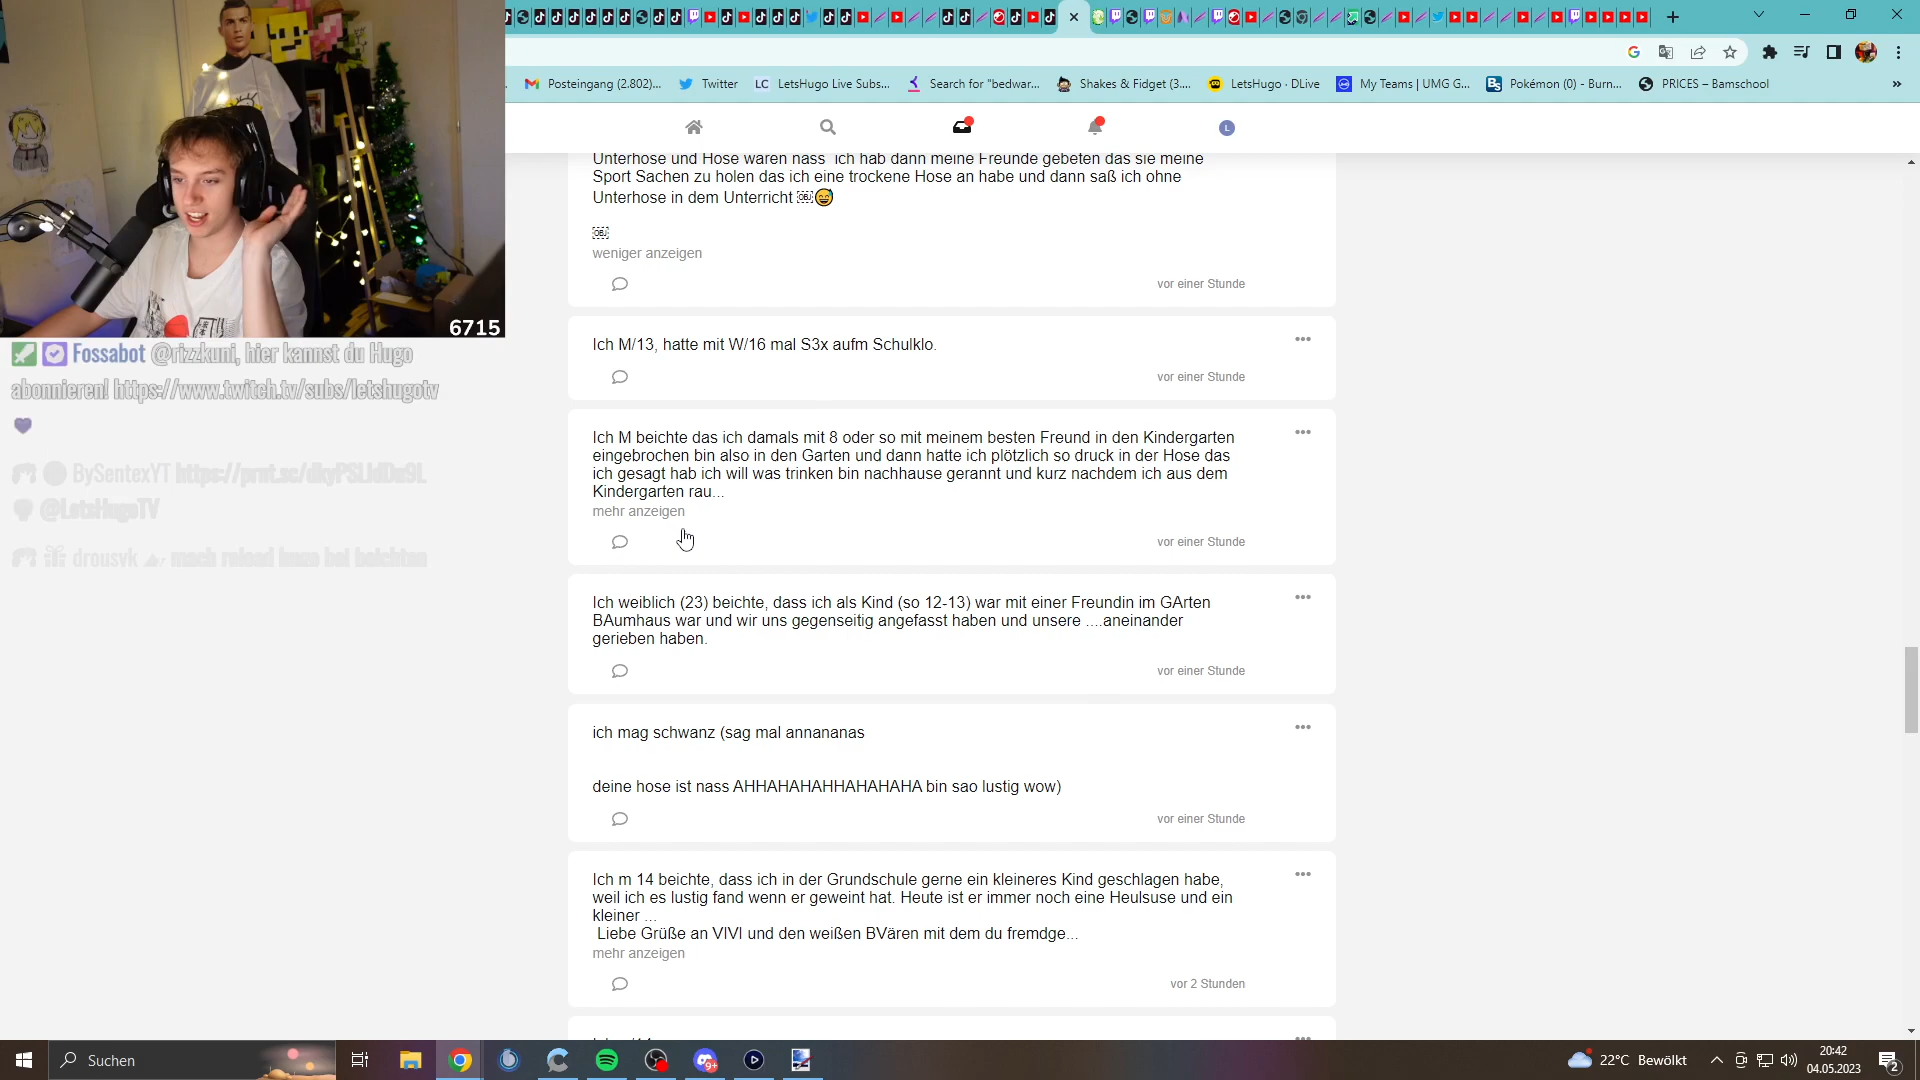 Posteingang (2.802)...
Twitter
LC LetsHugo Live Subs...
Search for "bedwar...
Shakes & Fidget (3....
LetsHugo · DLive
My Teams | UMG G...
Bs Pokémon (0) - Burn...
PRICES – Bamschool
»
L
Unterhose und Hose waren nass ich hab dann meine Freunde gebeten das sie meine
Sport Sachen zu holen das ich eine trockene Hose an habe und dann saß ich ohne
Unterhose in dem Unterricht OBJ😅
OBJ
weniger anzeigen
vor einer Stunde
6715
Fossabot @rizzkuni, hier kannst du Hugo
abonnieren! https://www.twitch.tv/subs/letshugotv
BySentexYT
@LetsHugoTV
drousvk mach reload hugo bei beichten
Ich M/13, hatte mit W/16 mal S3x aufm Schulklo.
vor einer Stunde
Ich M beichte das ich damals mit 8 oder so mit meinem besten Freund in den Kindergarten
eingebrochen bin also in den Garten und dann hatte ich plötzlich so druck in der Hose das
ich gesagt hab ich will was trinken bin nachhause gerannt und kurz nachdem ich aus dem
Kindergarten rau...
mehr anzeigen
vor einer Stunde
Ich weiblich (23) beichte, dass ich als Kind (so 12-13) war mit einer Freundin im GArten
BAumhaus war und wir uns gegenseitig angefasst haben und unsere ....aneinander
gerieben haben.
vor einer Stunde
ich mag schwanz (sag mal annananas
deine hose ist nass AHHAHAHAHHAHAHAHA bin sao lustig wow)
vor einer Stunde
Ich m 14 beichte, dass ich in der Grundschule gerne ein kleineres Kind geschlagen habe,
weil ich es lustig fand wenn er geweint hat. Heute ist er immer noch eine Heulsuse und ein
kleiner ...
Liebe Grüße an VIVI und den weißen BVären mit dem du fremdge...
mehr anzeigen
vor 2 Stunden
Suchen
9+
22°C Bewölkt
20:42
04.05.2023
2